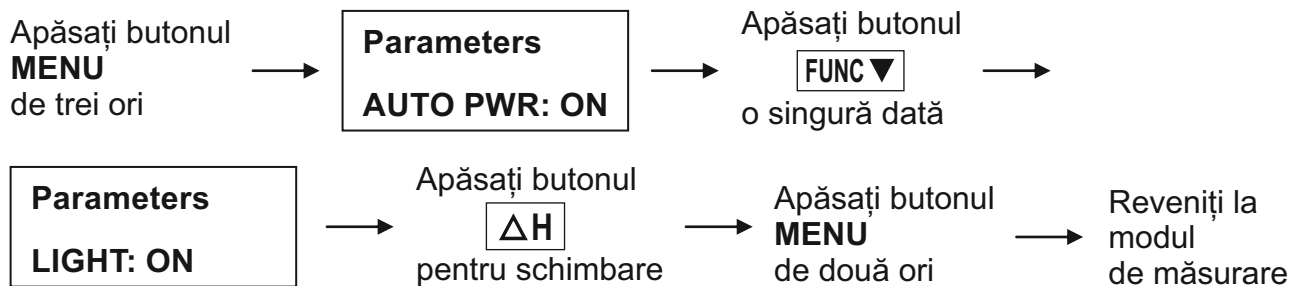 Apăsați butonul
MENU
de trei ori
Parameters
AUTO PWR: ON
Apăsați butonul
FUNC▼
o singură dată
Parameters
LIGHT: ON
Apăsați butonul
△H
pentru schimbare
Apăsați butonul
MENU
de două ori
Reveniți la
modul
de măsurare